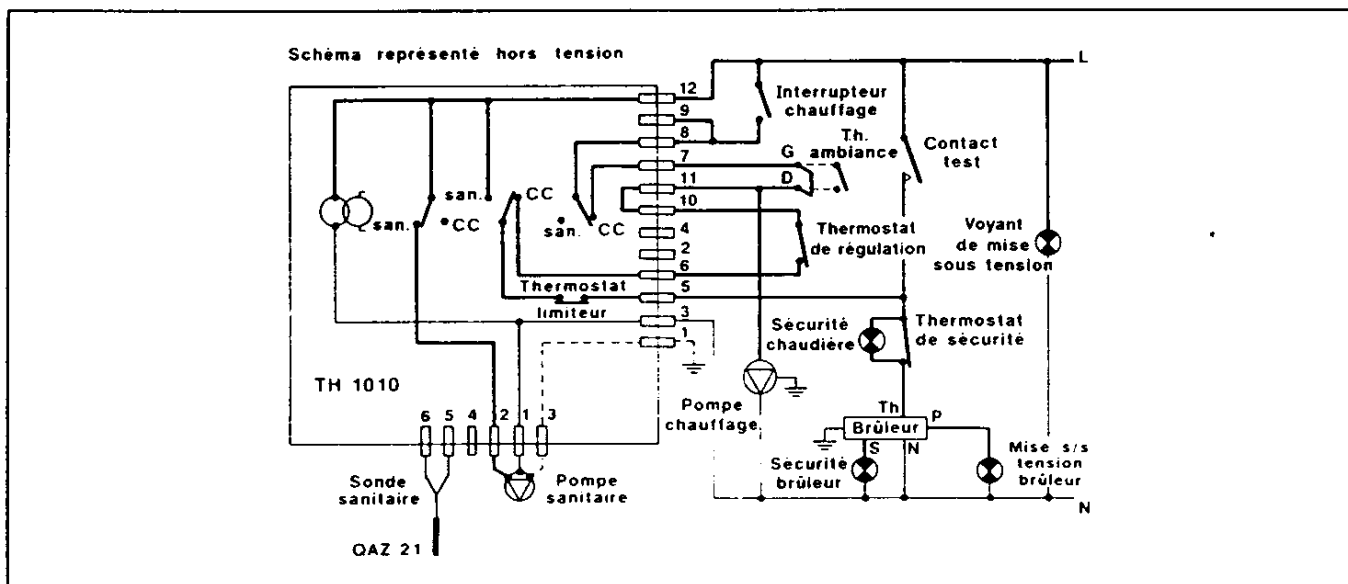 Schéma représenté hors tension
L
12
Interrupteur
chauffage
9
8
Th.
ambiance
G
7
D
11
10
Contact
test
san.
CC
san.
CC
san.
CC
4
2
6
Thermostat
de régulation
Voyant
de mise
sous tension
Thermostat
limiteur
5
3
1
Sécurité
chaudière
Thermostat
de sécurité
TH 1010
Pompe
chauffage
Th
P
Brûleur
S
N
6
5
4
2
1
3
Sonde
sanitaire
Pompe
sanitaire
Sécurité
brûleur
Mise s/s
tension
brûleur
N
QAZ 21